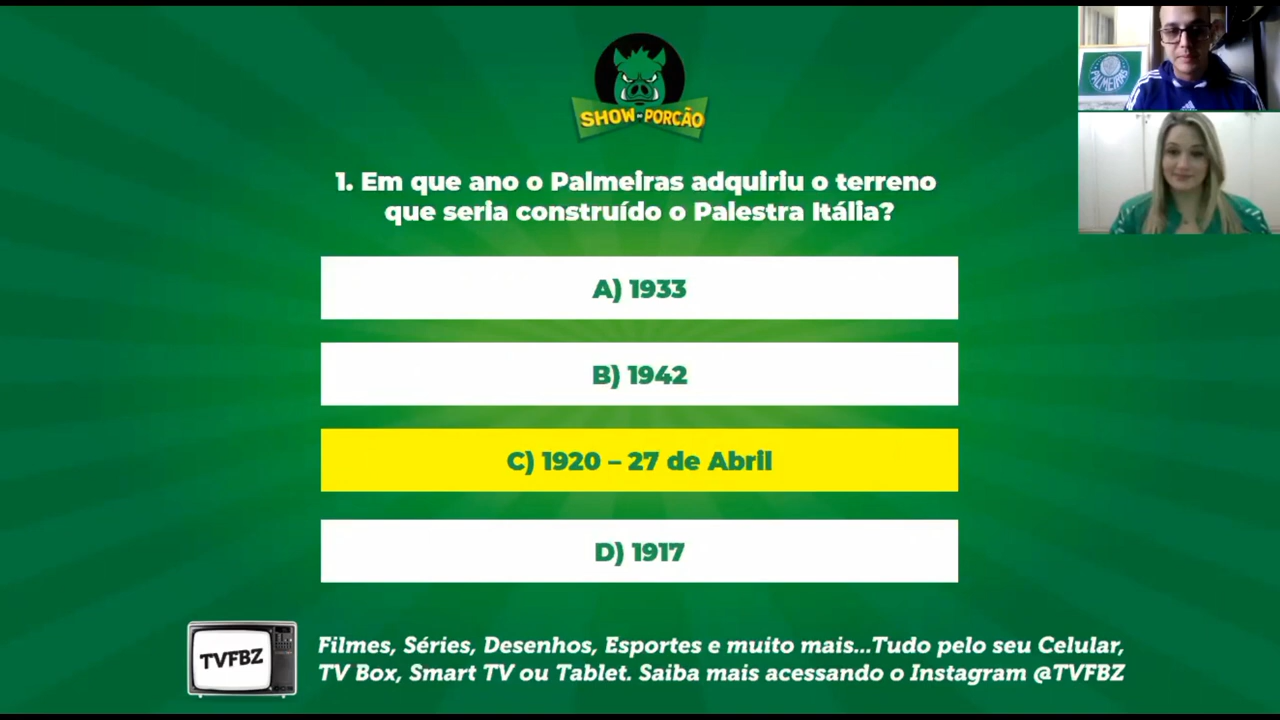 SHOW DO PORCÃO
1. Em que ano o Palmeiras adquiriu o terreno
que seria construído o Palestra Itália?
A) 1933
B) 1942
C) 1920 – 27 de Abril
D) 1917
TVFBZ
Filmes, Séries, Desenhos, Esportes e muito mais...Tudo pelo seu Celular,
TV Box, Smart TV ou Tablet. Saiba mais acessando o Instagram @TVFBZ
PALMEIRAS